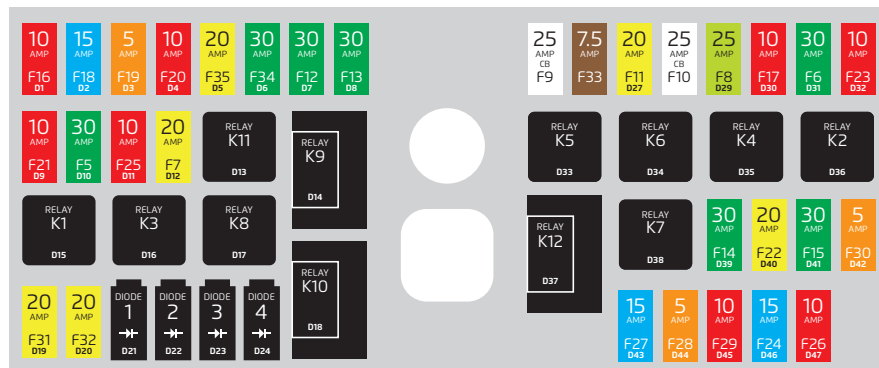 10 15 5 10 20 30 30 30
AMP AMP AMP AMP AMP AMP AMP AMP
F16 F18 F19 F20 F35 F34 F12 F13
D1 D2 D3 D4 D5 D6 D7 D8
25 7.5 20 25 25 10 30 10
AMP AMP AMP AMP AMP AMP AMP AMP
CB CB
F9 F33 F11 F10 F8 F17 F6 F23
D27 D29 D30 D31 D32
10 30 10 20
AMP AMP AMP AMP
F21 F5 F25 F7
D9 D10 D11 D12
RELAY
K11
D13
RELAY
K9
D14
RELAY RELAY RELAY RELAY
K5 K6 K4 K2
D33 D34 D35 D36
RELAY RELAY RELAY
K1 K3 K8
D15 D16 D17
RELAY
K10
D18
RELAY
K12
D37
RELAY
K7
D38
30 20 30 5
AMP AMP AMP AMP
F14 F22 F15 F30
D39 D40 D41 D42
20 20
AMP AMP
F31 F32
D19 D20
DIODE DIODE DIODE DIODE
1 2 3 4
D21 D22 D23 D24
15 5 10 15 10
AMP AMP AMP AMP AMP
F27 F28 F29 F24 F26
D43 D44 D45 D46 D47